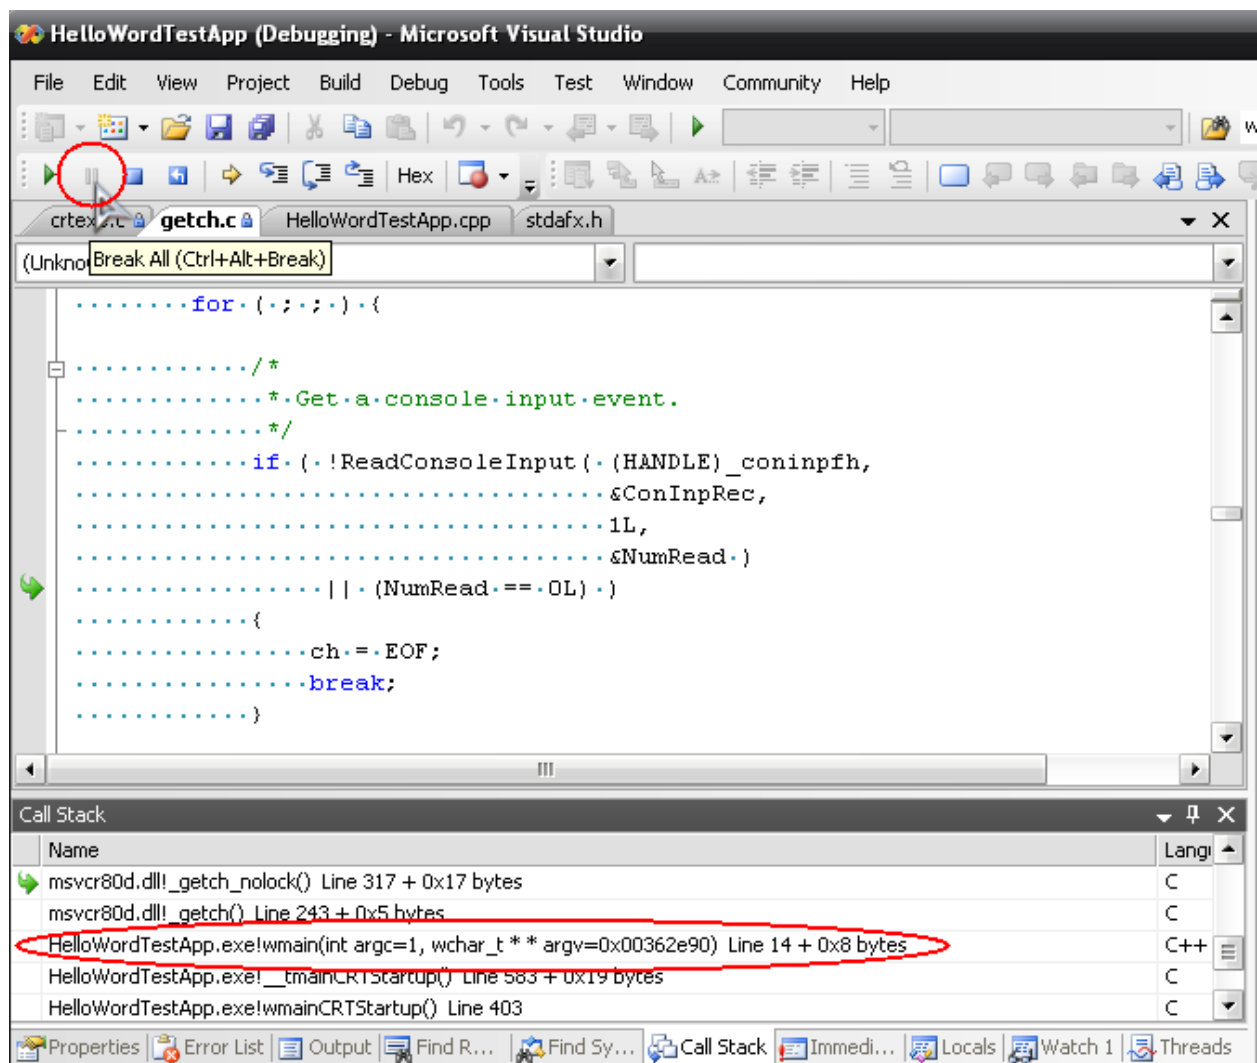 HelloWordTestApp (Debugging) - Microsoft Visual Studio
File Edit View Project Build Debug Tools Test Window Community Help
Hex
getch.c HelloWordTestApp.cpp stdafx.h
Break All (Ctrl+Alt+Break)
for (;;) {
/*
* Get a console input event.
*/
if ( !ReadConsoleInput( (HANDLE)_coninpfh,
&ConInpRec,
1L,
&NumRead )
|| (NumRead == 0L) )
{
ch = EOF;
break;
}
Call Stack
Name
msvcr80d.dll!_getch_nolock() Line 317 + 0x17 bytes C
msvcr80d.dll!_getch() Line 243 + 0x5 bytes C
HelloWordTestApp.exe!wmain(int argc=1, wchar_t * * argv=0x00362e90) Line 14 + 0x8 bytes C++
HelloWordTestApp.exe!__tmainCRTStartup() Line 583 + 0x19 bytes C
HelloWordTestApp.exe!wmainCRTStartup() Line 403 C
Properties Error List Output Find R... Find Sy... Call Stack Immedi... Locals Watch 1 Threads